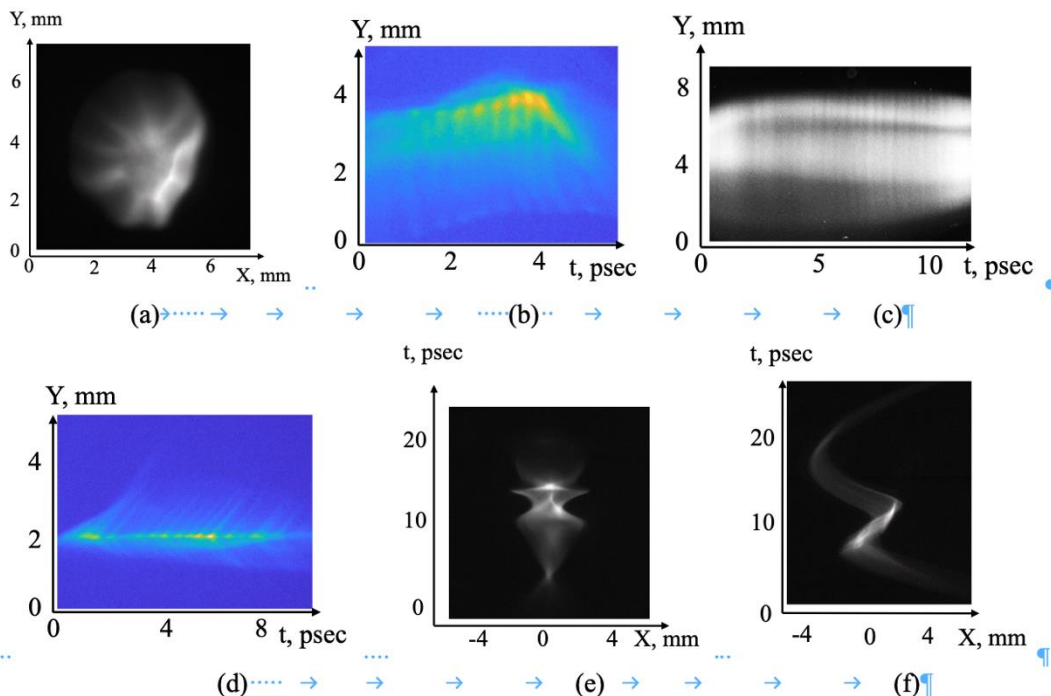 Y, mm
6
4
2
0
0
2
4
6
X, mm
Y, mm
4
2
0
0
2
4
t, psec
Y, mm
8
4
0
0
5
10
t, psec
(a)→····· → → → → ·····(b)·· → → → → (c)¶
Y, mm
4
2
0
0
4
8
t, psec
t, psec
20
10
0
-4
0
4
X, mm
t, psec
20
10
0
-4
0
4
X, mm
¶
(d)····· → → → → (e) → → → → (f)¶